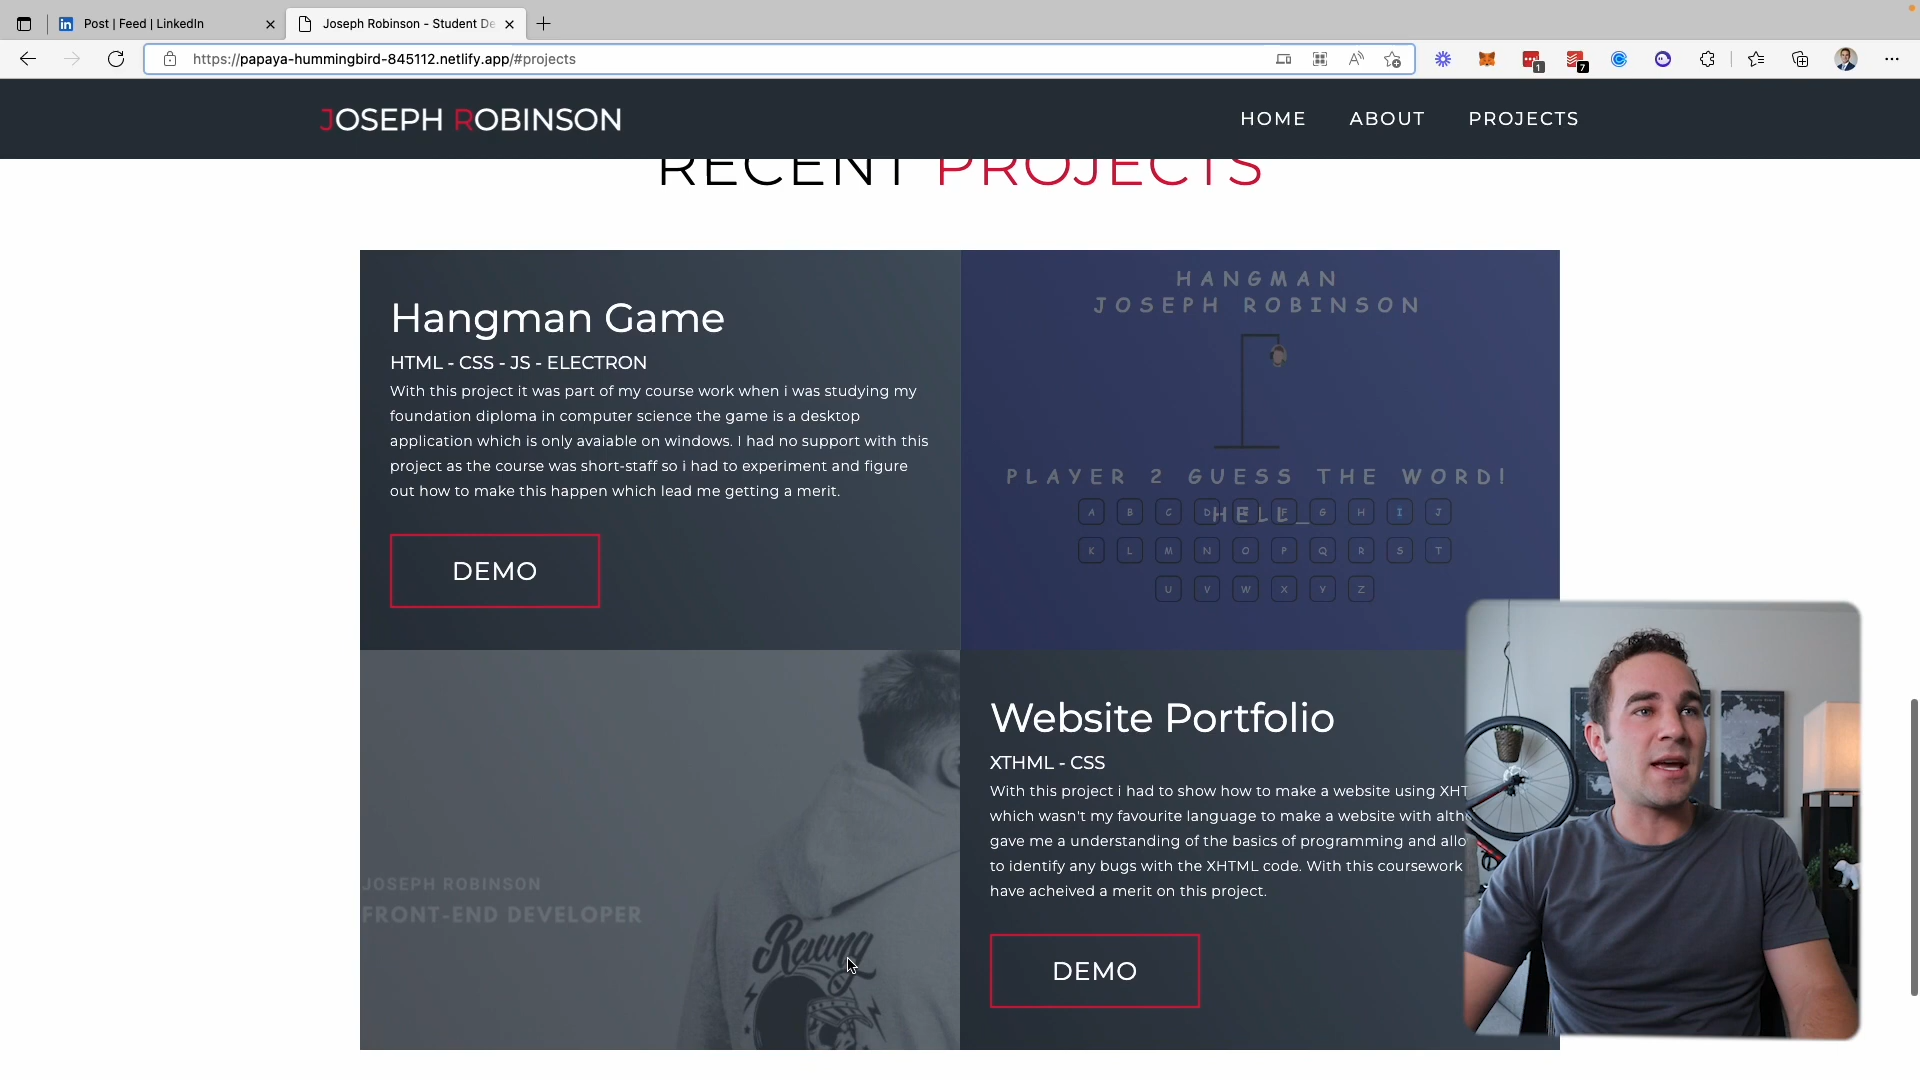 Post | Feed | LinkedIn
Joseph Robinson - Student De
https://papaya-hummingbird-845112.netlify.app/#projects
1
7
JOSEPH ROBINSON
HOME
ABOUT
PROJECTS
RECENT PROJECTS
Hangman Game
HTML - CSS - JS - ELECTRON
With this project it was part of my course work when i was studying my
foundation diploma in computer science the game is a desktop
application which is only avaiable on windows. I had no support with this
project as the course was short-staff so i had to experiment and figure
out how to make this happen which lead me getting a merit.
DEMO
HANGMAN
JOSEPH ROBINSON
PLAYER 2 GUESS THE WORD!
HELL_
A B C D E F G H I J
K L M N O P Q R S T
U V W X Y Z
JOSEPH ROBINSON
FRONT-END DEVELOPER
Racing
Website Portfolio
XTHML - CSS
With this project i had to show how to make a website using XHT
which wasn't my favourite language to make a website with alth
gave me a understanding of the basics of programming and allo
to identify any bugs with the XHTML code. With this coursework
have acheived a merit on this project.
DEMO